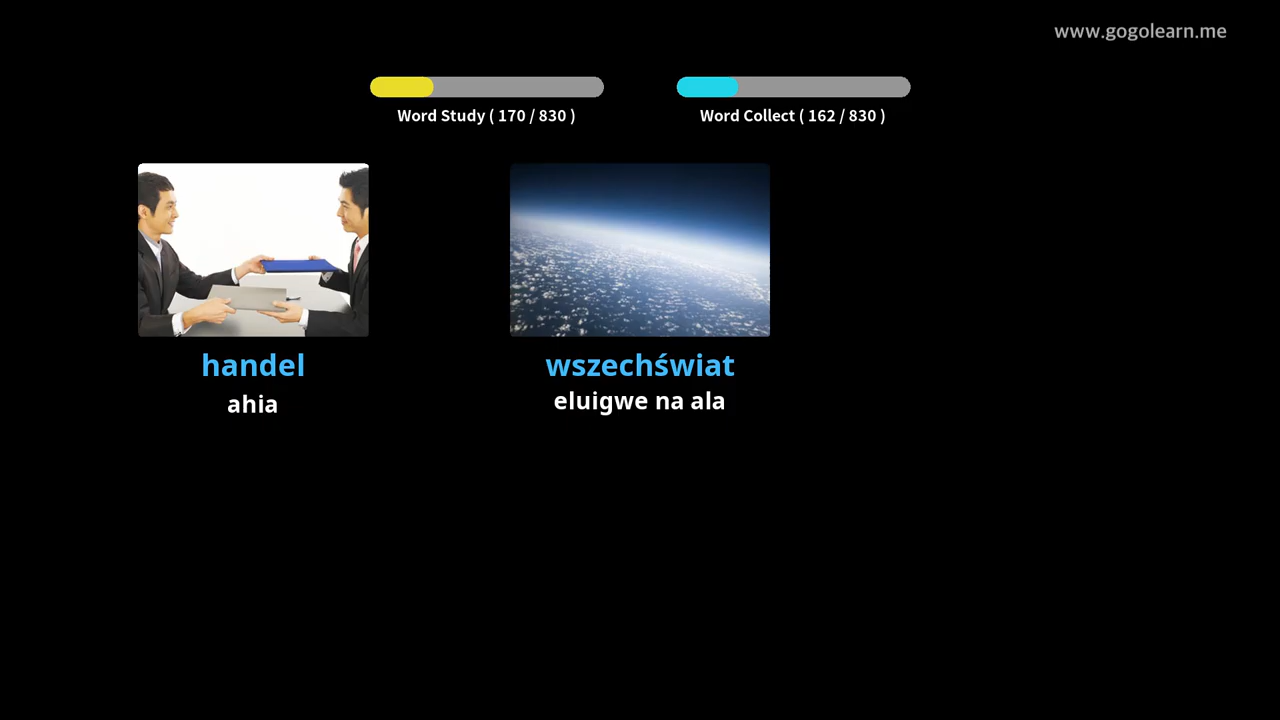 www.gogolearn.me
Word Study ( 170 / 830 )
Word Collect ( 162 / 830 )
handel
ahia
wszechświat
eluigwe na ala